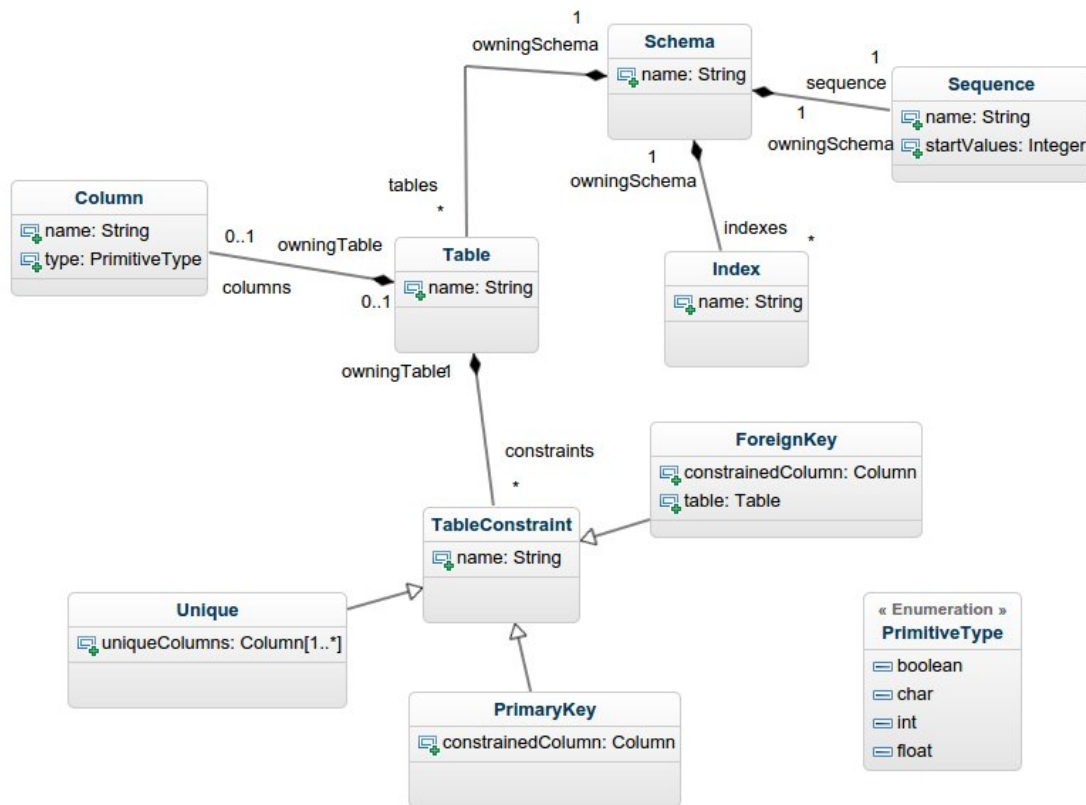 1
owningSchema
Schema
name: String
1
sequence
Sequence
name: String
startValues: Integer
1
owningSchema
1
owningSchema
tables
*
indexes
*
Column
name: String
type: PrimitiveType
0..1
owningTable
columns
0..1
Table
name: String
Index
name: String
owningTable
1
constraints
*
ForeignKey
constrainedColumn: Column
table: Table
TableConstraint
name: String
Unique
uniqueColumns: Column[1..*]
« Enumeration »
PrimitiveType
boolean
char
int
float
PrimaryKey
constrainedColumn: Column